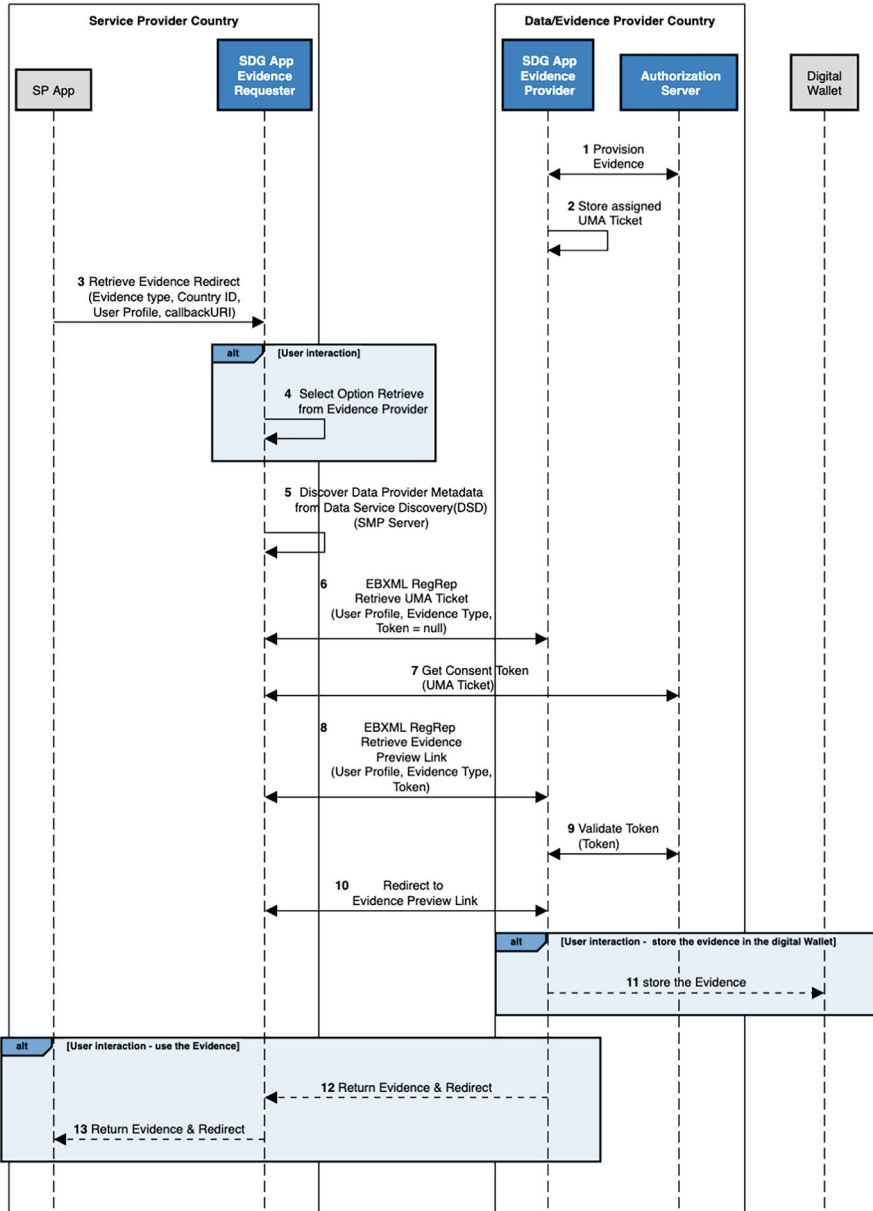 Service Provider Country
Data/Evidence Provider Country
SP App
SDG App
Evidence
Requester
SDG App
Evidence
Provider
Authorization
Server
Digital
Wallet
1 Provision
Evidence
2 Store assigned
UMA Ticket
3 Retrieve Evidence Redirect
(Evidence type, Country ID,
User Profile, callbackURI)
alt [User interaction]
4 Select Option Retrieve
from Evidence Provider
5 Discover Data Provider Metadata
from Data Service Discovery(DSD)
(SMP Server)
6 EBXML RegRep
Retrieve UMA Ticket
(User Profile, Evidence Type,
Token = null)
7 Get Consent Token
(UMA Ticket)
8 EBXML RegRep
Retrieve Evidence
Preview Link
(User Profile, Evidence Type,
Token)
9 Validate Token
(Token)
10 Redirect to
Evidence Preview Link
alt [User interaction - store the evidence in the digital Wallet]
11 store the Evidence
alt [User interaction - use the Evidence]
12 Return Evidence & Redirect
13 Return Evidence & Redirect